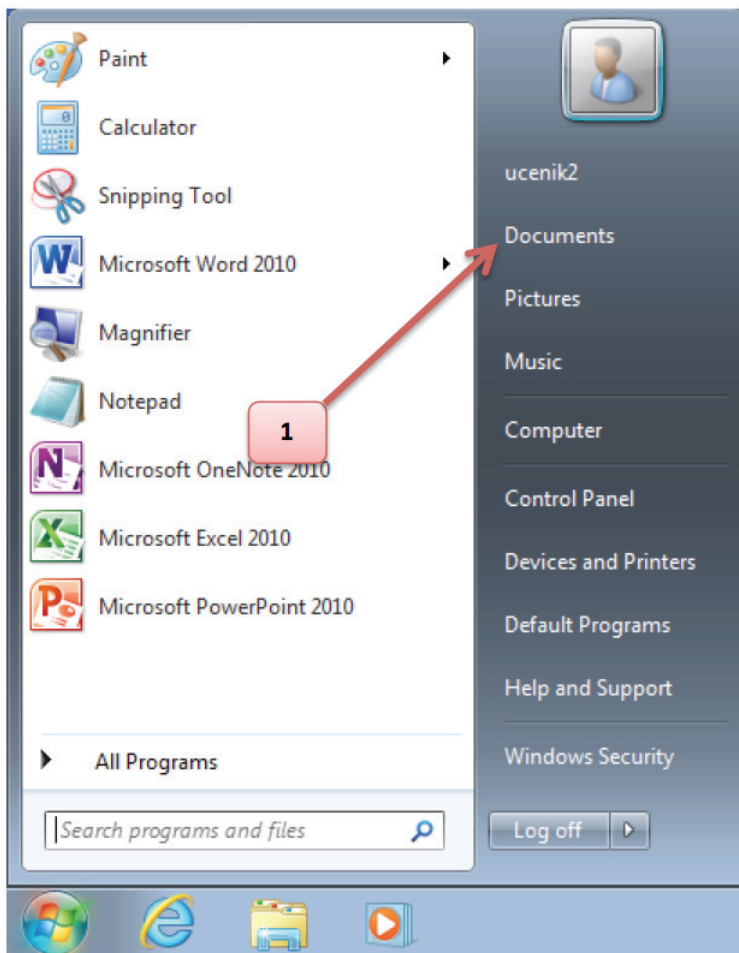 Paint
Calculator
Snipping Tool
Microsoft Word 2010
Magnifier
Notepad
1
Microsoft OneNote 2010
Microsoft Excel 2010
Microsoft PowerPoint 2010
All Programs
Search programs and files
ucenik2
Documents
Pictures
Music
Computer
Control Panel
Devices and Printers
Default Programs
Help and Support
Windows Security
Log off